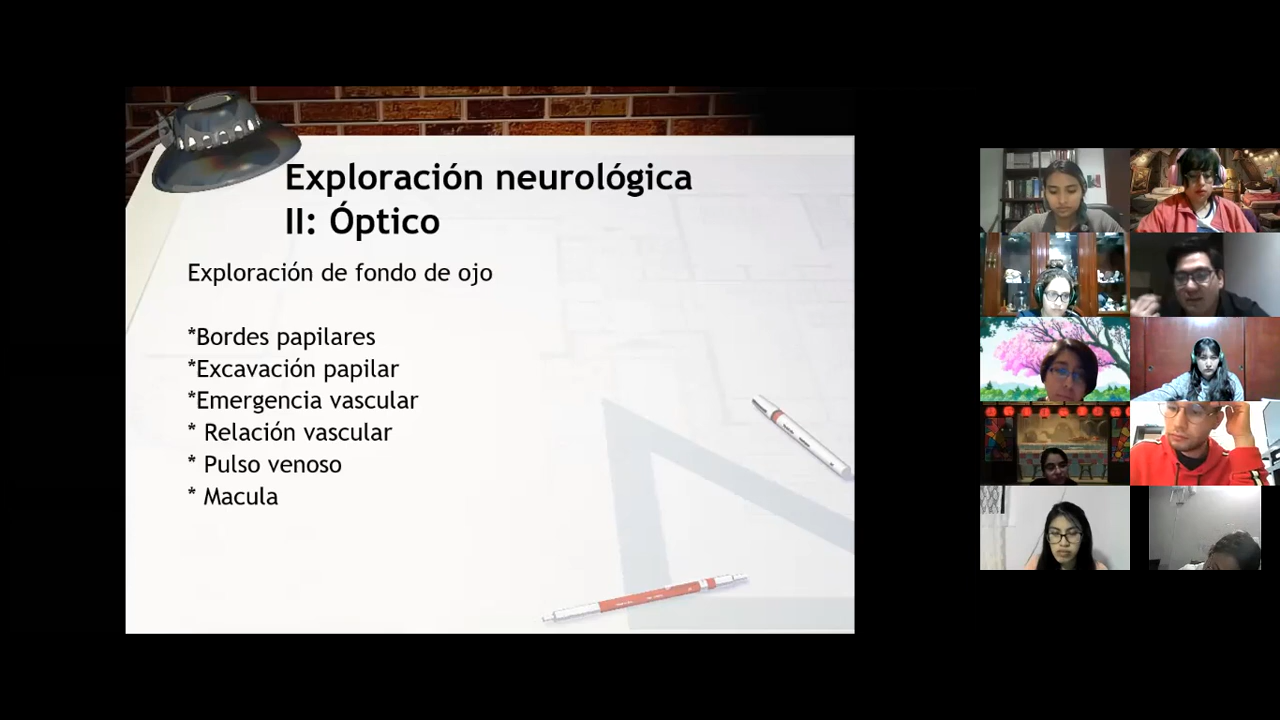 Exploración neurológica
II: Óptico
Exploración de fondo de ojo
*Bordes papilares
*Excavación papilar
*Emergencia vascular
* Relación vascular
* Pulso venoso
* Macula